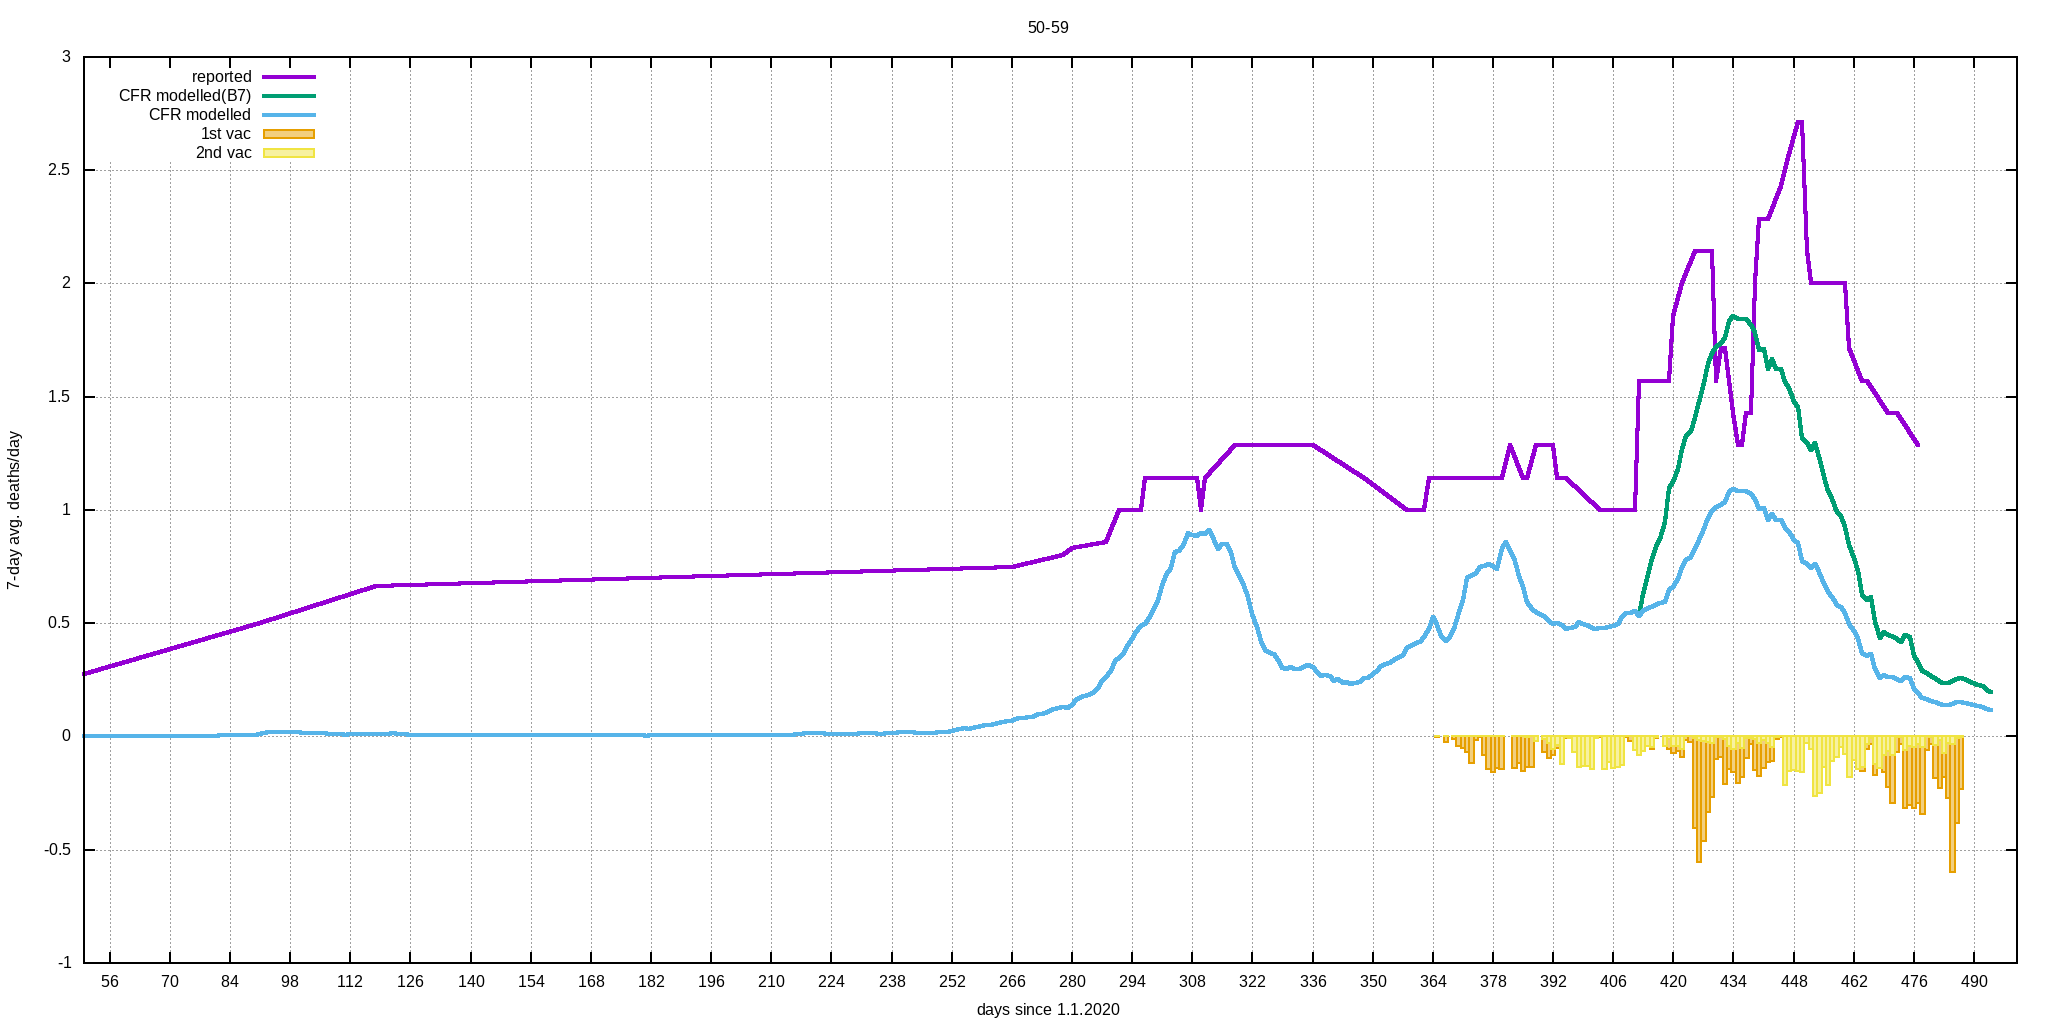 50-59
reported
CFR modelled(B7)
CFR modelled
1st vac
2nd vac
3
2.5
2
1.5
1
0.5
0
-0.5
-1
7-day avg. deaths/day
56 70 84 98 112 126 140 154 168 182 196 210 224 238 252 266 280 294 308 322 336 350 364 378 392 406 420 434 448 462 476 490
days since 1.1.2020